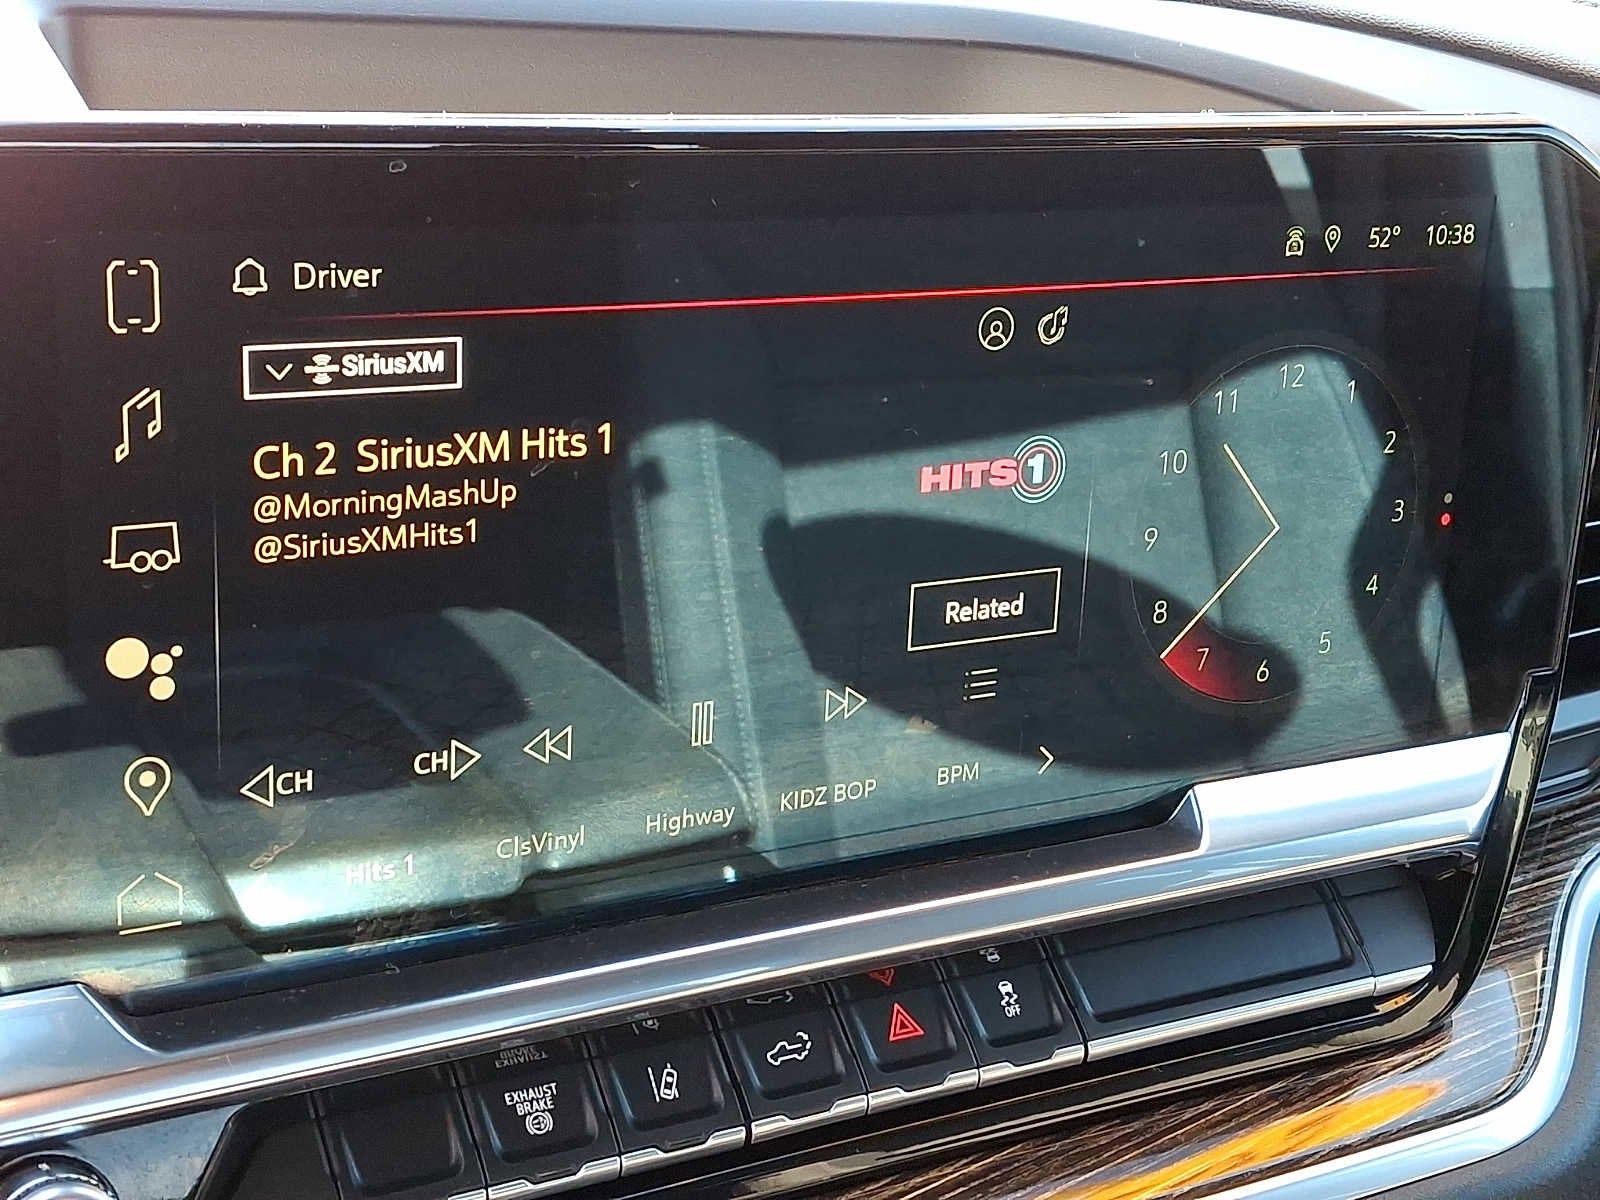 Driver
52° 10:38
SiriusXM
Ch 2 SiriusXM Hits 1
@MorningMashUp
@SiriusXMHits1
HITS1
Related
12
1
2
3
4
5
6
7
8
9
10
11
CH
CH
Hits 1
ClsVinyl
Highway
KIDZ BOP
BPM
EXHAUST
BRAKE
OFF